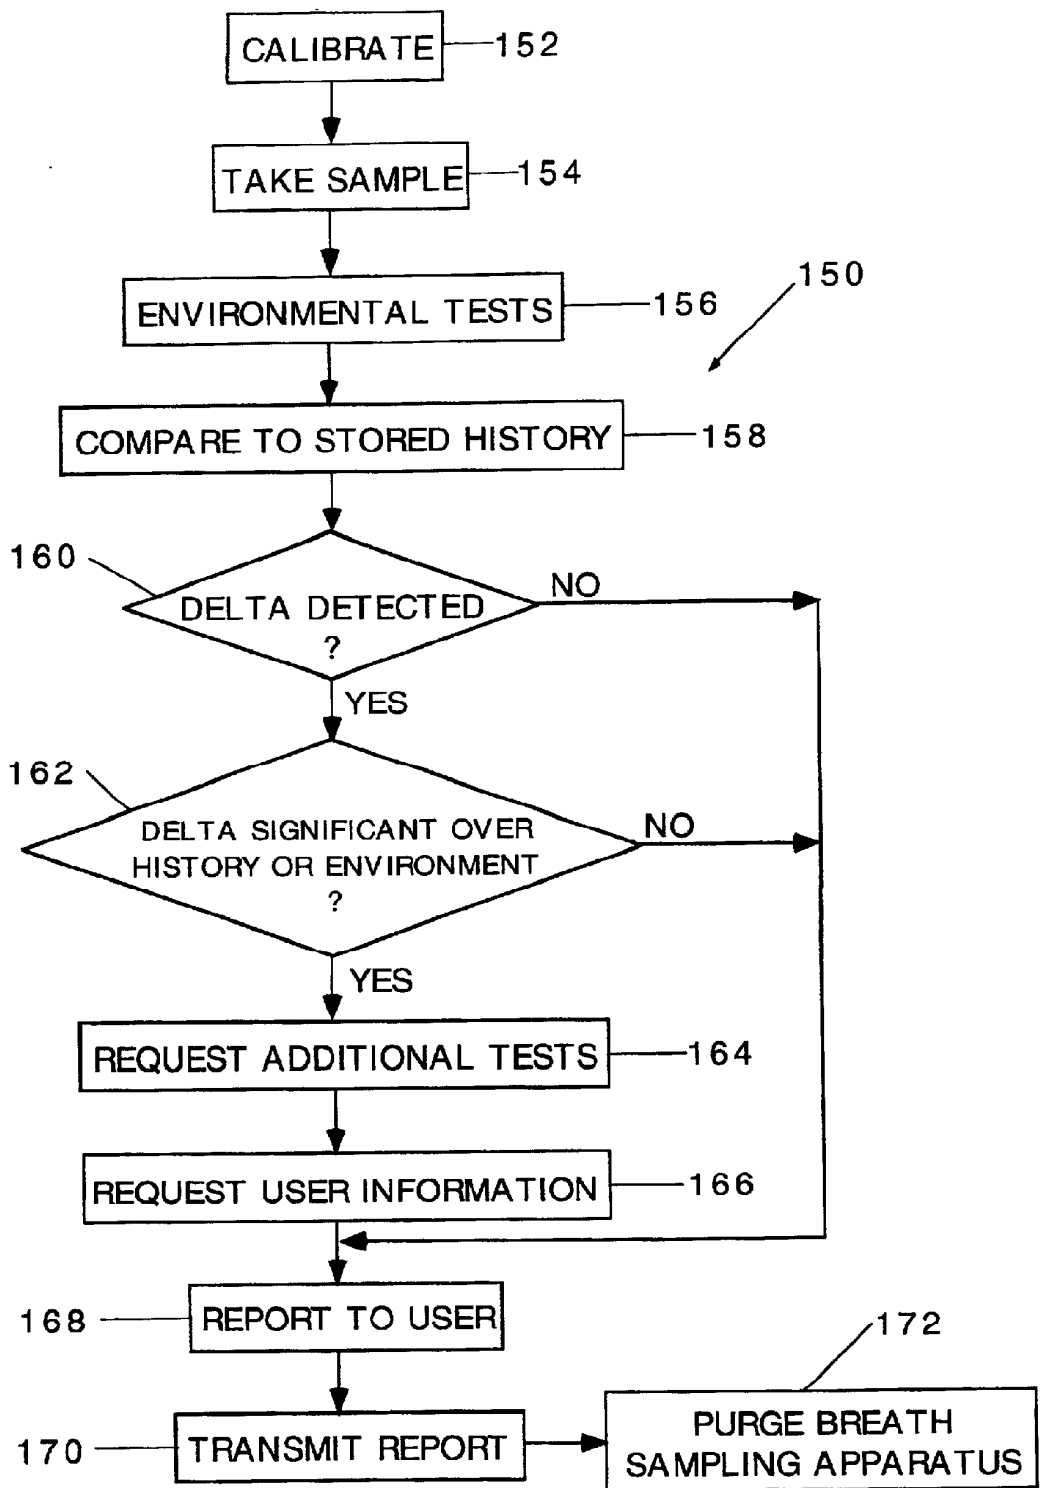 CALIBRATE 152
TAKE SAMPLE 154
ENVIRONMENTAL TESTS 156
150
COMPARE TO STORED HISTORY 158
160
DELTA DETECTED
?
NO
YES
162
DELTA SIGNIFICANT OVER
HISTORY OR ENVIRONMENT
?
NO
YES
REQUEST ADDITIONAL TESTS 164
REQUEST USER INFORMATION 166
168 REPORT TO USER
172
170 TRANSMIT REPORT
PURGE BREATH
SAMPLING APPARATUS